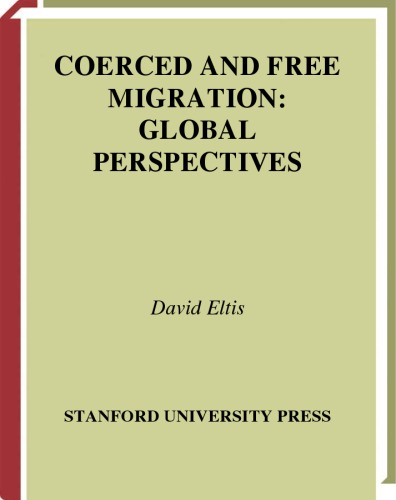 COERCED AND FREE
MIGRATION:
GLOBAL
PERSPECTIVES
David Eltis
STANFORD UNIVERSITY PRESS